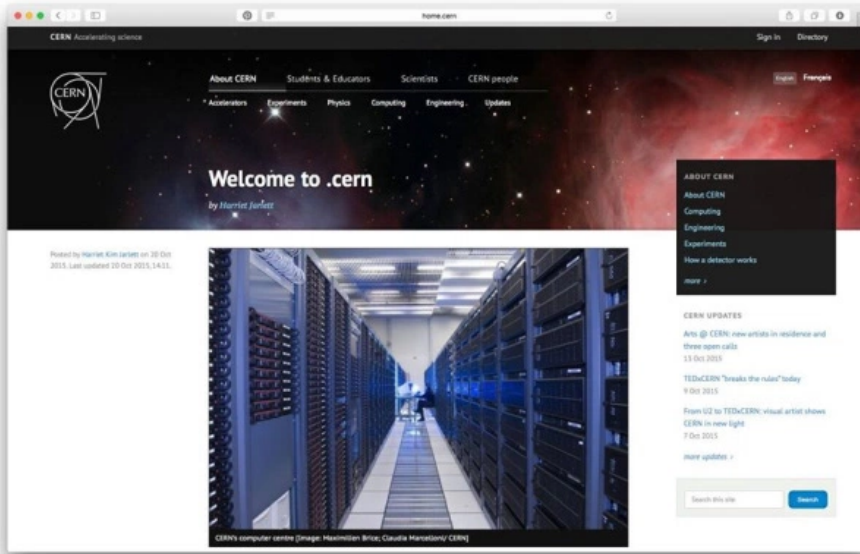 home.cern
CERN Accelerating science
Sign in Directory
CERN
About CERN Students & Educators Scientists CERN people
English Français
Accelerators Experiments Physics Computing Engineering Updates
Welcome to .cern
by Harriet Jarlett
ABOUT CERN
About CERN
Computing
Engineering
Experiments
How a detector works
more ›
Posted by Harriet Kim Jarlett on 20 Oct
2015. Last updated 20 Oct 2015, 14:11.
CERN UPDATES
Arts @ CERN: new artists in residence and
three open calls
13 Oct 2015
TEDxCERN "breaks the rules" today
9 Oct 2015
From U2 to TEDxCERN: visual artist shows
CERN in new light
7 Oct 2015
more updates ›
Search this site Search
CERN's computer centre [Image: Maximilien Brice; Claudia Marcelloni/ CERN]